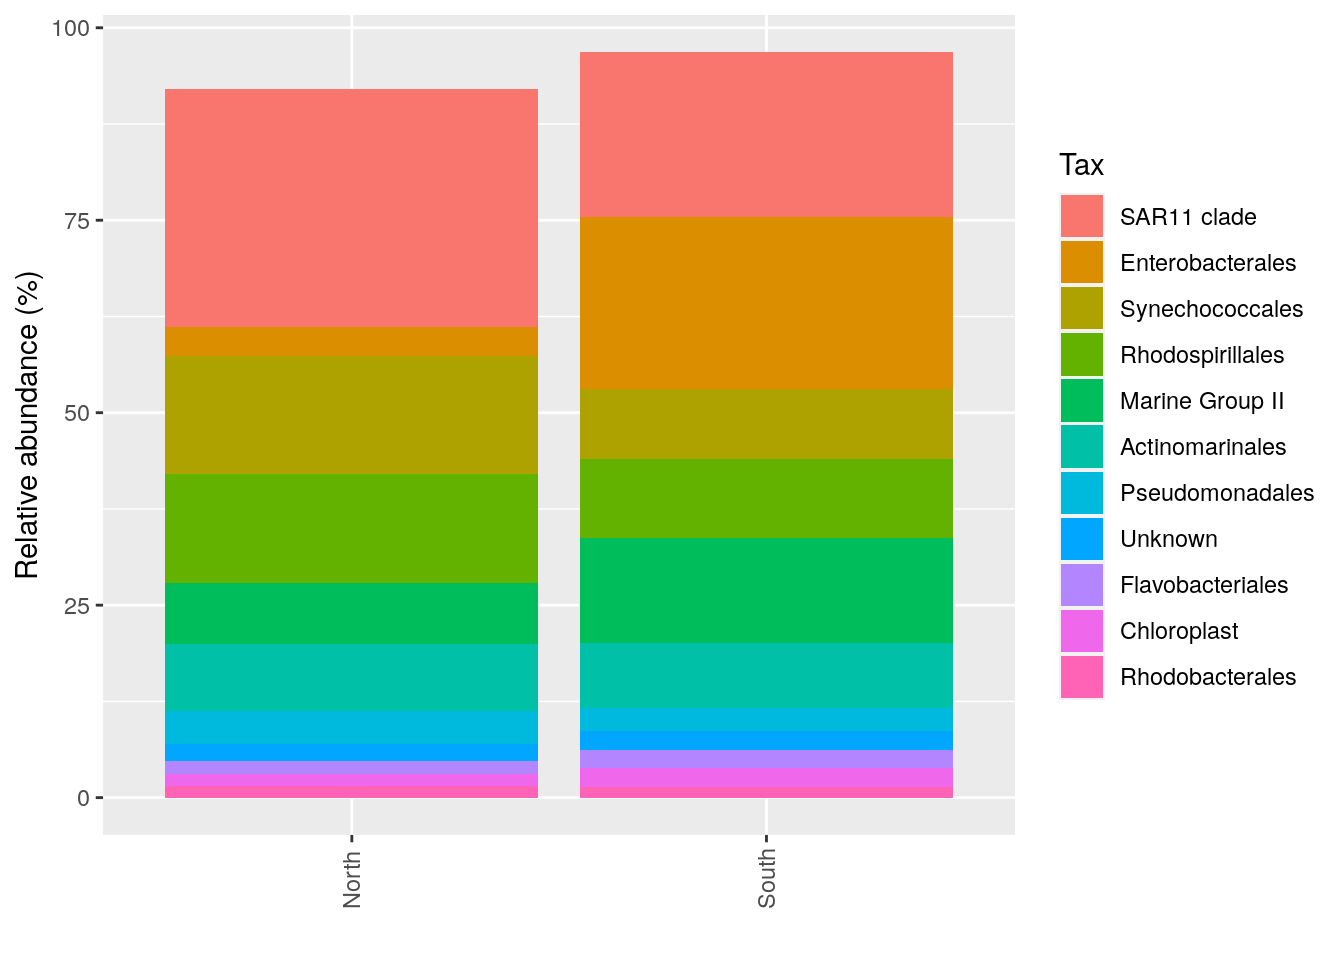 Relative abundance (%)
100
75
50
25
0
North
South
Tax
SAR11 clade
Enterobacterales
Synechococcales
Rhodospirillales
Marine Group II
Actinomarinales
Pseudomonadales
Unknown
Flavobacteriales
Chloroplast
Rhodobacterales